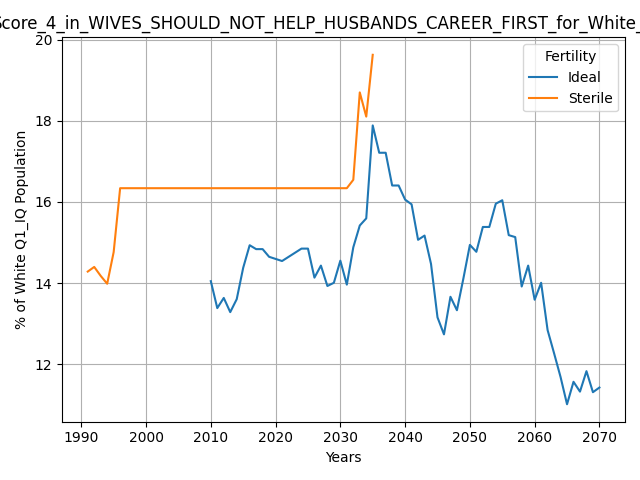 Score_4_in_WIVES_SHOULD_NOT_HELP_HUSBANDS_CAREER_FIRST_for_White_
20
18
16
14
12
% of White Q1_IQ Population
Fertility
Ideal
Sterile
1990 2000 2010 2020 2030 2040 2050 2060 2070
Years